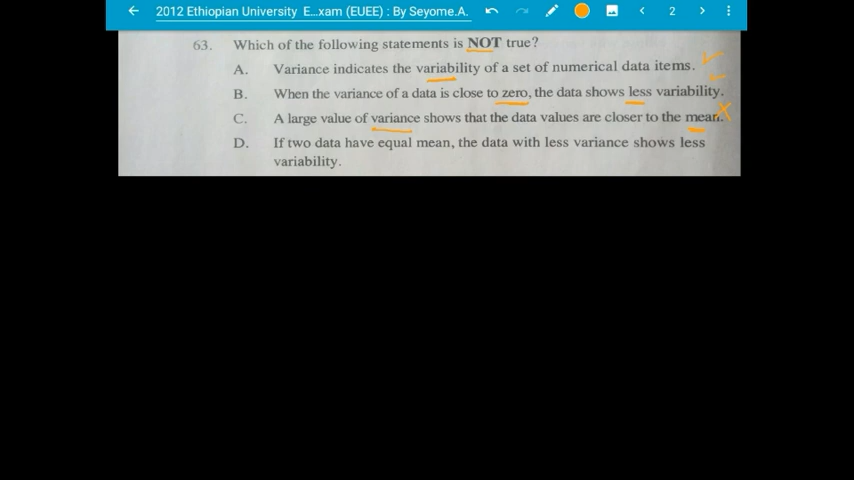 2012 Ethiopian University E...xam (EUEE) : By Seyome.A.
2
63. Which of the following statements is NOT true?
A. Variance indicates the variability of a set of numerical data items.
B. When the variance of a data is close to zero, the data shows less variability.
C. A large value of variance shows that the data values are closer to the mean.
D. If two data have equal mean, the data with less variance shows less
variability.